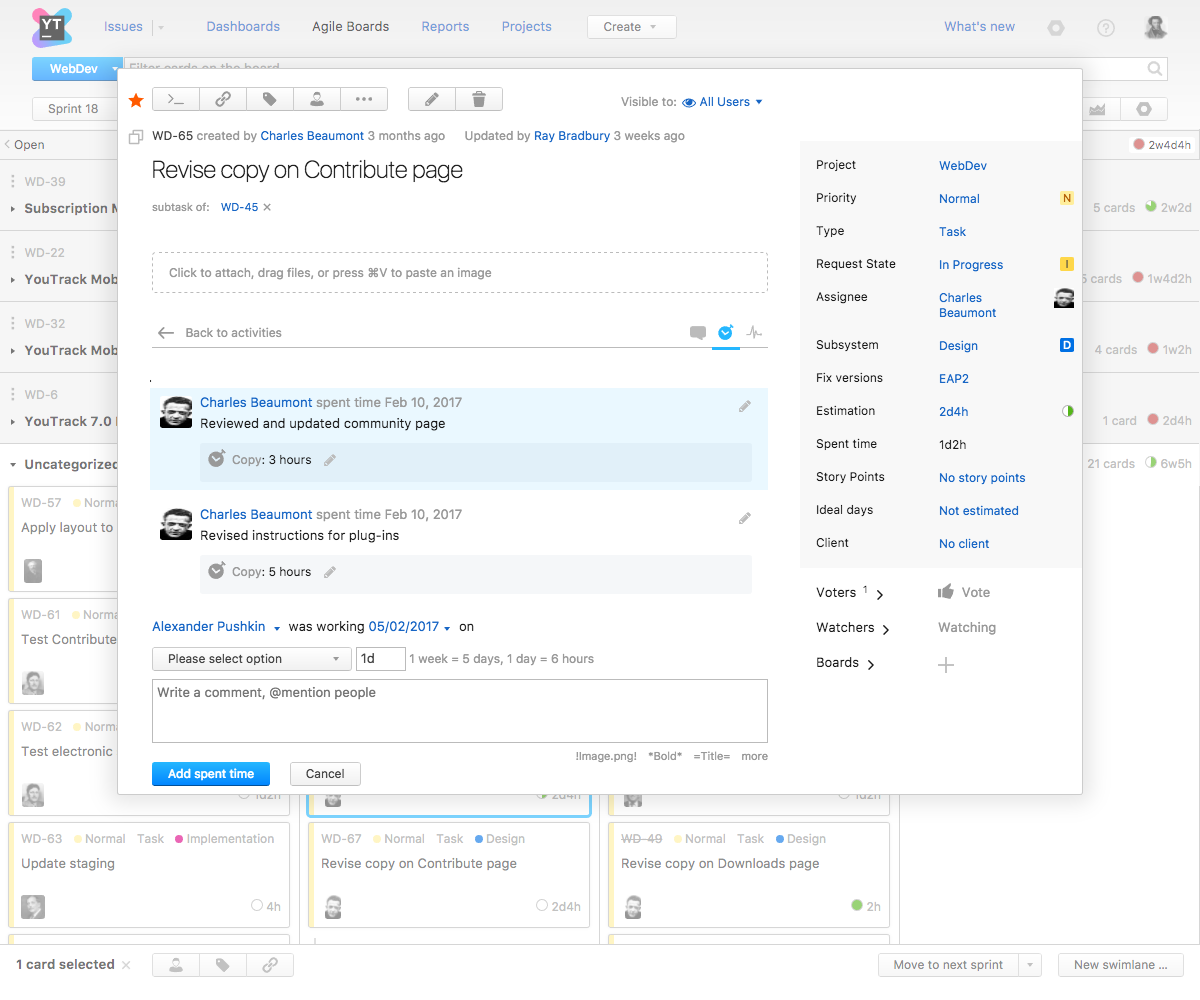 YT
Issues
Dashboards
Agile Boards
Reports
Projects
Create
What's new
?
WebDev
Filter cards on the board
Sprint 18
>_
•••
Visible to: All Users
WD-65 created by Charles Beaumont 3 months ago Updated by Ray Bradbury 3 weeks ago
Revise copy on Contribute page
subtask of: WD-45 ×
Click to attach, drag files, or press ⌘V to paste an image
Back to activities
.
Charles Beaumont spent time Feb 10, 2017
Reviewed and updated community page
Copy: 3 hours
Charles Beaumont spent time Feb 10, 2017
Revised instructions for plug-ins
Copy: 5 hours
Alexander Pushkin was working 05/02/2017 on
Please select option 1d 1 week = 5 days, 1 day = 6 hours
Write a comment, @mention people
!Image.png! *Bold* =Title= more
Add spent time Cancel
Project WebDev
Priority Normal N
Type Task
Request State In Progress I
Assignee Charles
Beaumont
Subsystem Design D
Fix versions EAP2
Estimation 2d4h
Spent time 1d2h
Story Points No story points
Ideal days Not estimated
Client No client
Voters 1 Vote
Watchers Watching
Boards
Open
2w4d4h
WD-39
Subscription
5 cards 2w2d
WD-22
YouTrack Mob
5 cards 1w4d2h
WD-32
YouTrack Mob
4 cards 1w2h
WD-6
YouTrack 7.0
1 card 2d4h
Uncategorized
21 cards 6w5h
WD-57 Norma
Apply layout to
WD-61 Norma
Test Contribute
WD-62 Norma
Test electronic
1d2h
2d4h
1d2h
WD-63 Normal Task Implementation
Update staging
4h
WD-67 Normal Task Design
Revise copy on Contribute page
2d4h
WD-49 Normal Task Design
Revise copy on Downloads page
2h
1 card selected ×
Move to next sprint
New swimlane ...